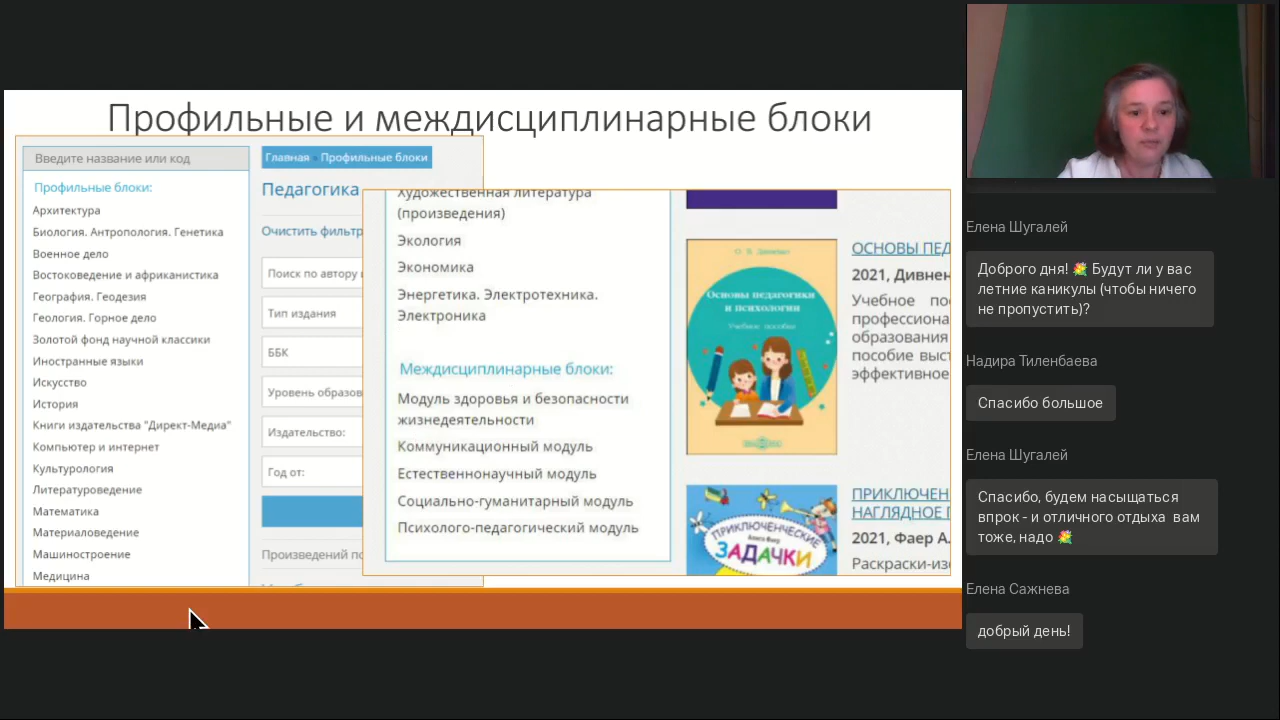 Профильные и междисциплинарные блоки
Введите название или код
Профильные блоки:
Архитектура
Биология. Антропология. Генетика
Военное дело
Востоковедение и африканистика
География. Геодезия
Геология. Горное дело
Золотой фонд научной классики
Иностранные языки
Искусство
История
Книги издательства "Директ-Медиа"
Компьютер и интернет
Культурология
Литературоведение
Математика
Материаловедение
Машиностроение
Медицина
Главная » Профильные блоки
Педагогика
Очистить фильтр
Поиск по автору
Тип издания
ББК
Уровень образов
Издательство:
Год от:
Произведений по
Художественная литература
(произведения)
Экология
Экономика
Энергетика. Электротехника.
Электроника
Междисциплинарные блоки:
Модуль здоровья и безопасности
жизнедеятельности
Коммуникационный модуль
Естественнонаучный модуль
Социально-гуманитарный модуль
Психолого-педагогический модуль
Основы педагогики
и психологии
Учебное пособие
ПРИКЛЮЧЕНЧЕСКИЕ
ЗАДАЧКИ
ОСНОВЫ ПЕД
2021, Дивнен
Учебное пос
профессиона
образования
пособие выст
эффективное
ПРИКЛЮЧЕН
НАГЛЯДНОЕ П
2021, Фаер А.
Раскраски-из
Елена Шугалей
Доброго дня! 💐 Будут ли у вас
летние каникулы (чтобы ничего
не пропустить)?
Надира Тиленбаева
Спасибо большое
Елена Шугалей
Спасибо, будем насыщаться
впрок - и отличного отдыха вам
тоже, надо 💐
Елена Сажнева
добрый день!